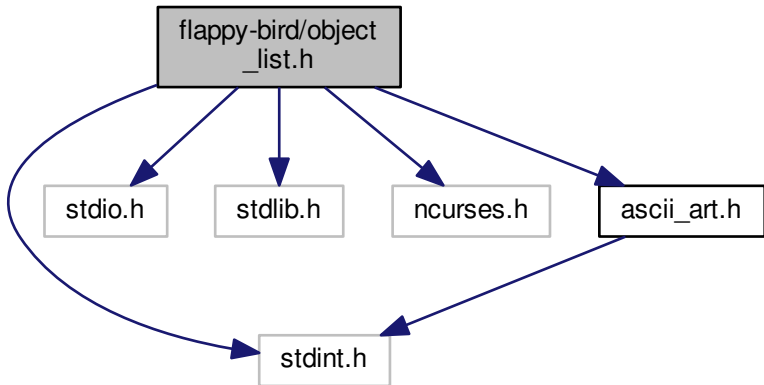 flappy-bird/object
_list.h
stdio.h
stdlib.h
ncurses.h
ascii_art.h
stdint.h